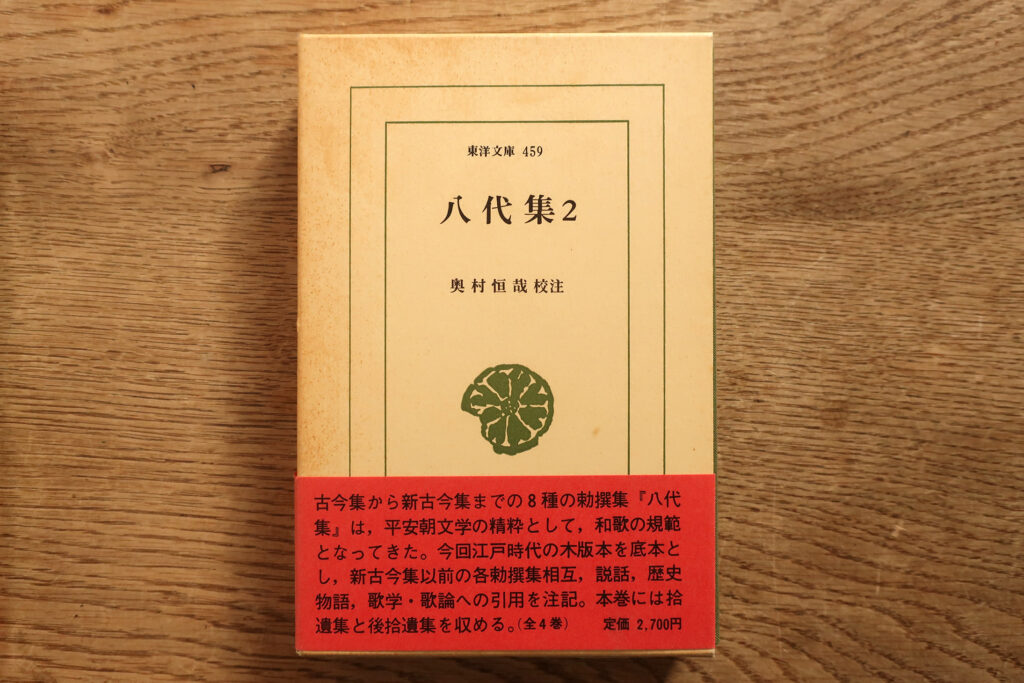 東洋文庫 459
八代集2
奥村恒哉校注
古今集から新古今集までの8種の勅撰集『八代
集』は，平安朝文学の精粋として，和歌の規範
となってきた。今回江戸時代の木版本を底本と
し，新古今集以前の各勅撰集相互，説話，歴史
物語，歌学・歌論への引用を注記。本巻には拾
遺集と後拾遺集を収める。(全4巻) 定価 2,700円